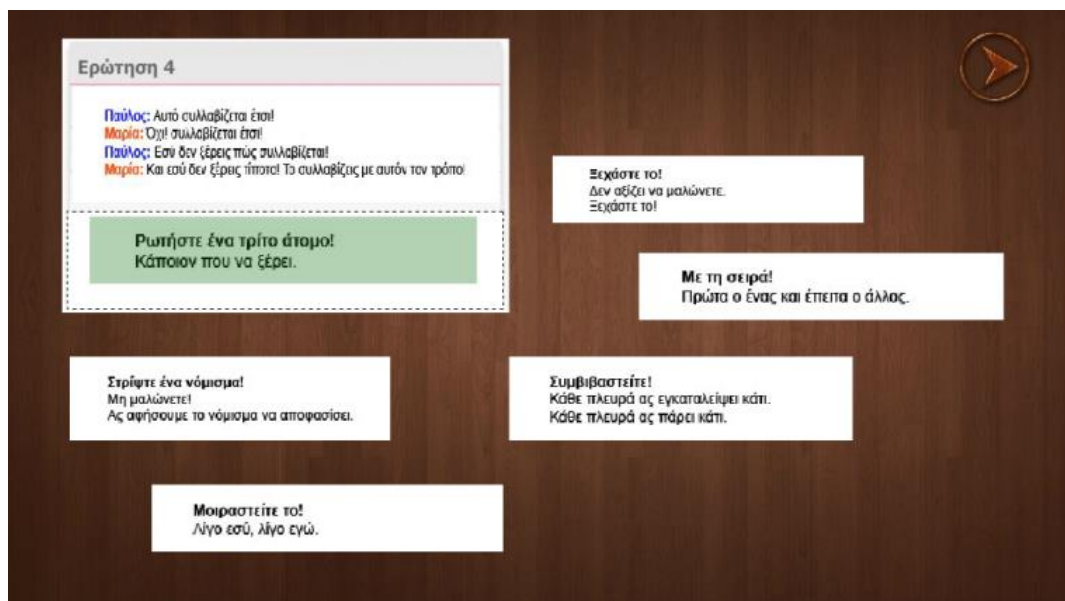 Ερώτηση 4
Παύλος: Αυτό συλλαβίζεται έτσι!
Μαρία: Όχι! συλλαβίζεται έτσι!
Παύλος: Εσύ δεν ξέρεις πώς συλλαβίζεται!
Μαρία: Και εσύ δεν ξέρεις τίποτα! Το συλλαβίζεις με αυτόν τον τρόπο!
Ρωτήστε ένα τρίτο άτομο!
Κάποιον που να ξέρει.
Ξεχάστε το!
Δεν αξίζει να μαλώνετε.
Ξεχάστε το!
Με τη σειρά!
Πρώτα ο ένας και έπειτα ο άλλος.
Στρίψτε ένα νόμισμα!
Μη μαλώνετε!
Ας αφήσουμε το νόμισμα να αποφασίσει.
Συμβιβαστείτε!
Κάθε πλευρά ας εγκαταλείψει κάτι.
Κάθε πλευρά ας πάρει κάτι.
Μοιραστείτε το!
Λίγο εσύ, λίγο εγώ.